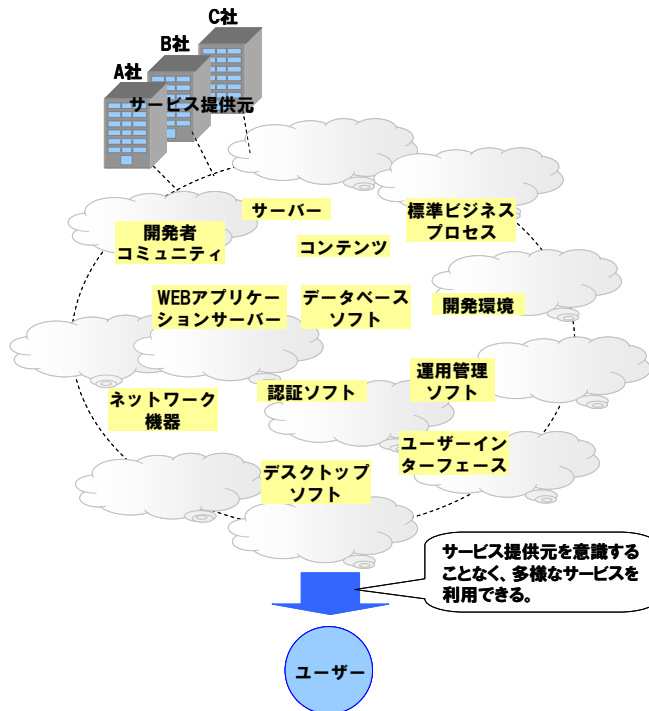 C社
B社
A社
サービス提供元
サーバー
開発者
コミュニティ
標準ビジネス
プロセス
コンテンツ
WEBアプリケー
ションサーバー
データベース
ソフト
開発環境
ネットワーク
機器
認証ソフト
運用管理
ソフト
ユーザーイン
ターフェース
デスクトップ
ソフト
サービス提供元を意識する
ことなく、多様なサービスを
利用できる。
ユーザー